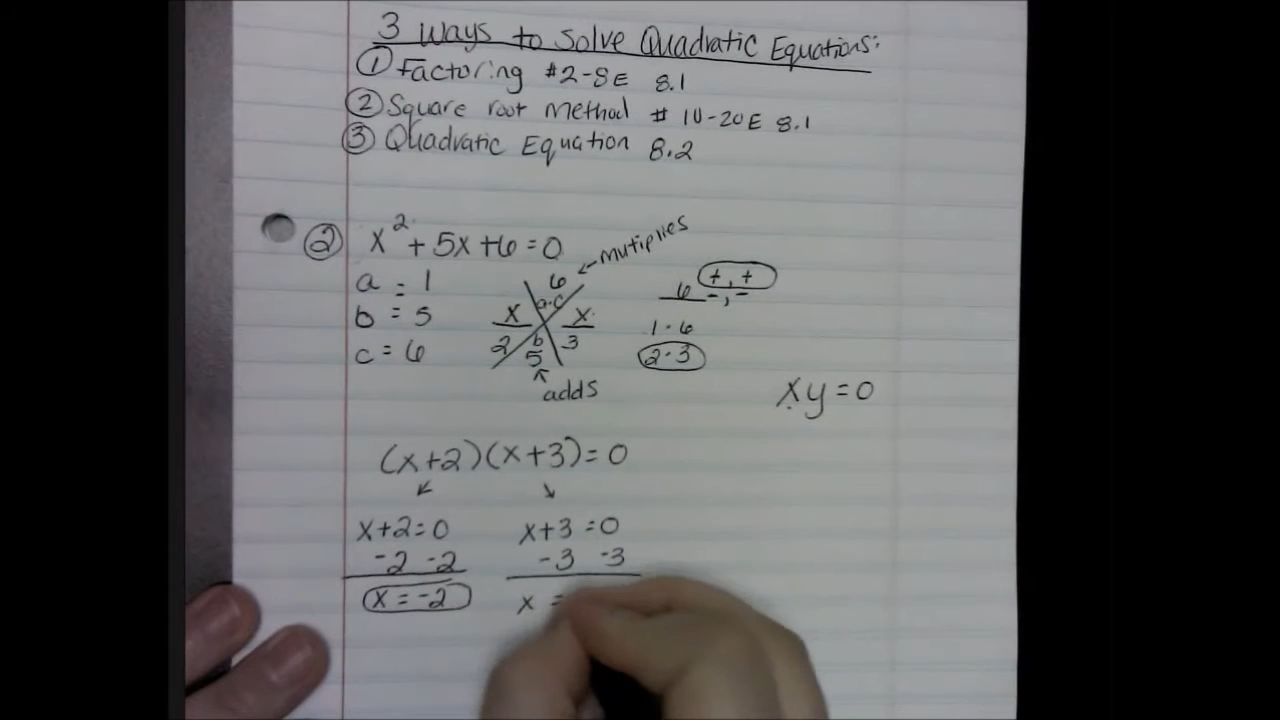 3 Ways to Solve Quadratic Equations:
① Factoring #2-8E 8.1
② Square root method # 10-20E 8.1
③ Quadratic Equation 8.2
② x² + 5x + 6 = 0
a = 1
b = 5
c = 6
6 ← mutiplies
a·c
x x
2 b 3
5
↑ adds
6 +, +
-, -
1 · 6
2 · 3
xy = 0
(x+2)(x+3) = 0
x+2=0 x+3=0
-2 -2 -3 -3
x = -2 x =